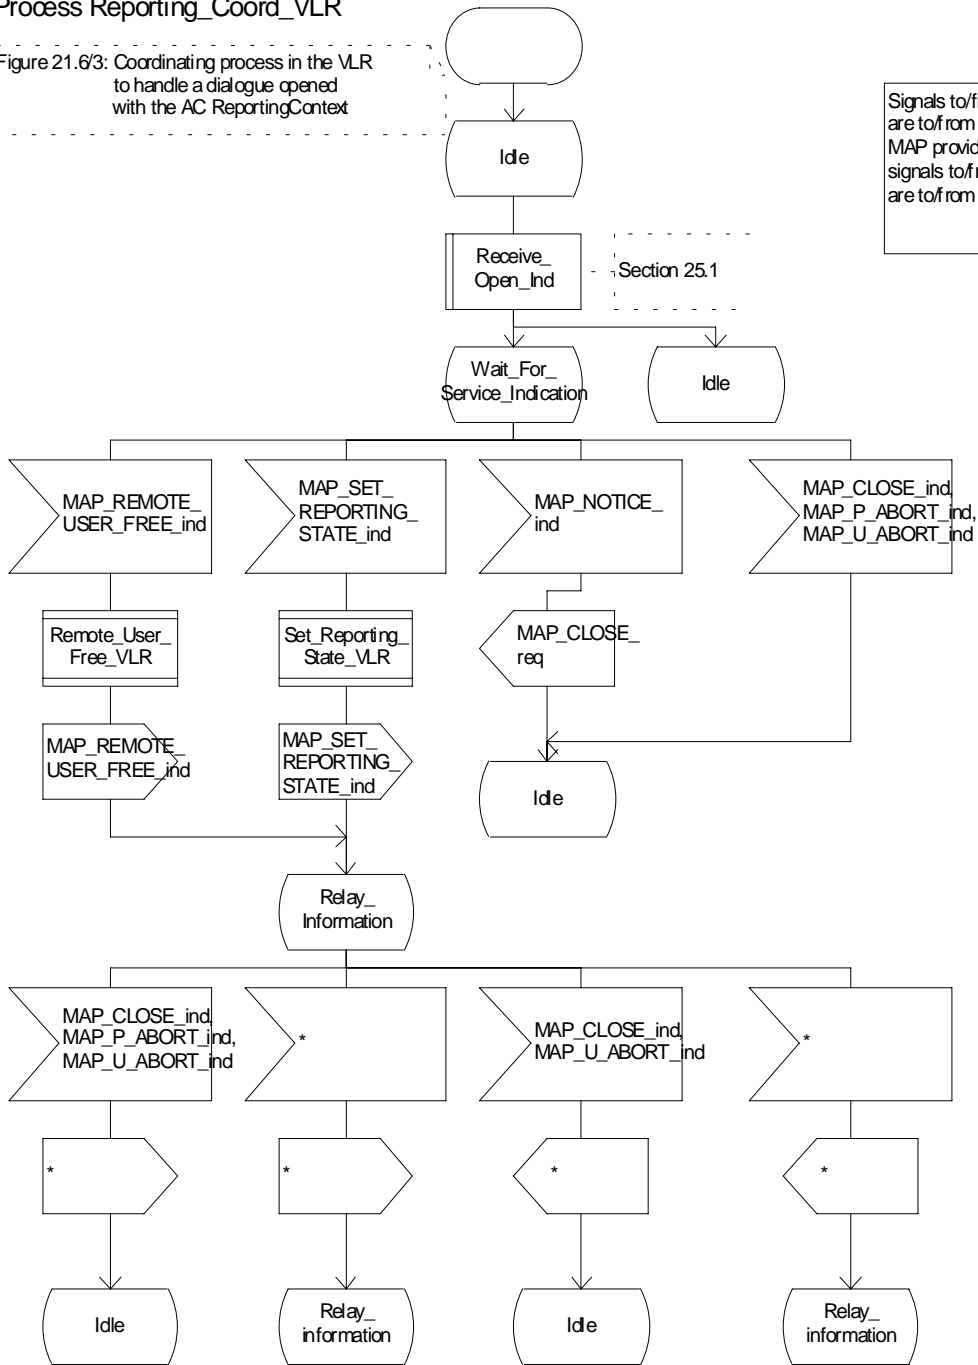 Process Reporting_Coord_VLR
Figure 21.6/3: Coordinating process in the VLR
to handle a dialogue opened
with the AC ReportingContext
Signals to/f
are to/from
MAP provid
signals to/fr
are to/from
Idle
Receive_
Open_Ind
Section 25.1
Wait_For_
Service_Indication
Idle
MAP_REMOTE_
USER_FREE_ind
MAP_SET_
REPORTING_
STATE_ind
MAP_NOTICE_
ind
MAP_CLOSE_ind,
MAP_P_ABORT_ind,
MAP_U_ABORT_ind
Remote_User_
Free_VLR
Set_Reporting_
State_VLR
MAP_CLOSE_
req
MAP_REMOTE_
USER_FREE_ind
MAP_SET_
REPORTING_
STATE_ind
Idle
Relay_
Information
MAP_CLOSE_ind,
MAP_P_ABORT_ind,
MAP_U_ABORT_ind
*
MAP_CLOSE_ind,
MAP_U_ABORT_ind
*
*
*
*
*
Idle
Relay_
information
Idle
Relay_
information